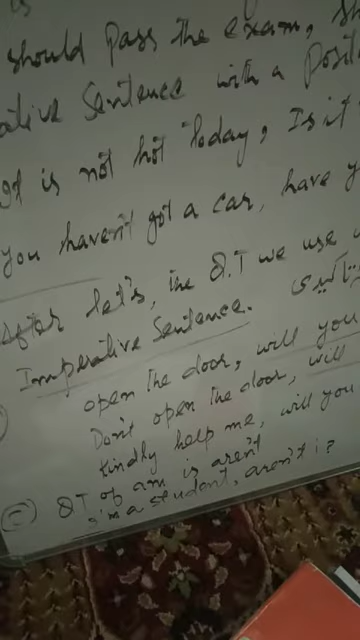 is
should pass the exam, sh
ative Sentence with a Posit
It is not hot today, Is it
you haven't got a car, have y
After let's, the Q.T we use
Imperative Sentence.
open the door, will you
Don't open the door, will
Kindly help me, will you
QT of am is aren't
I'm a student, aren't i?